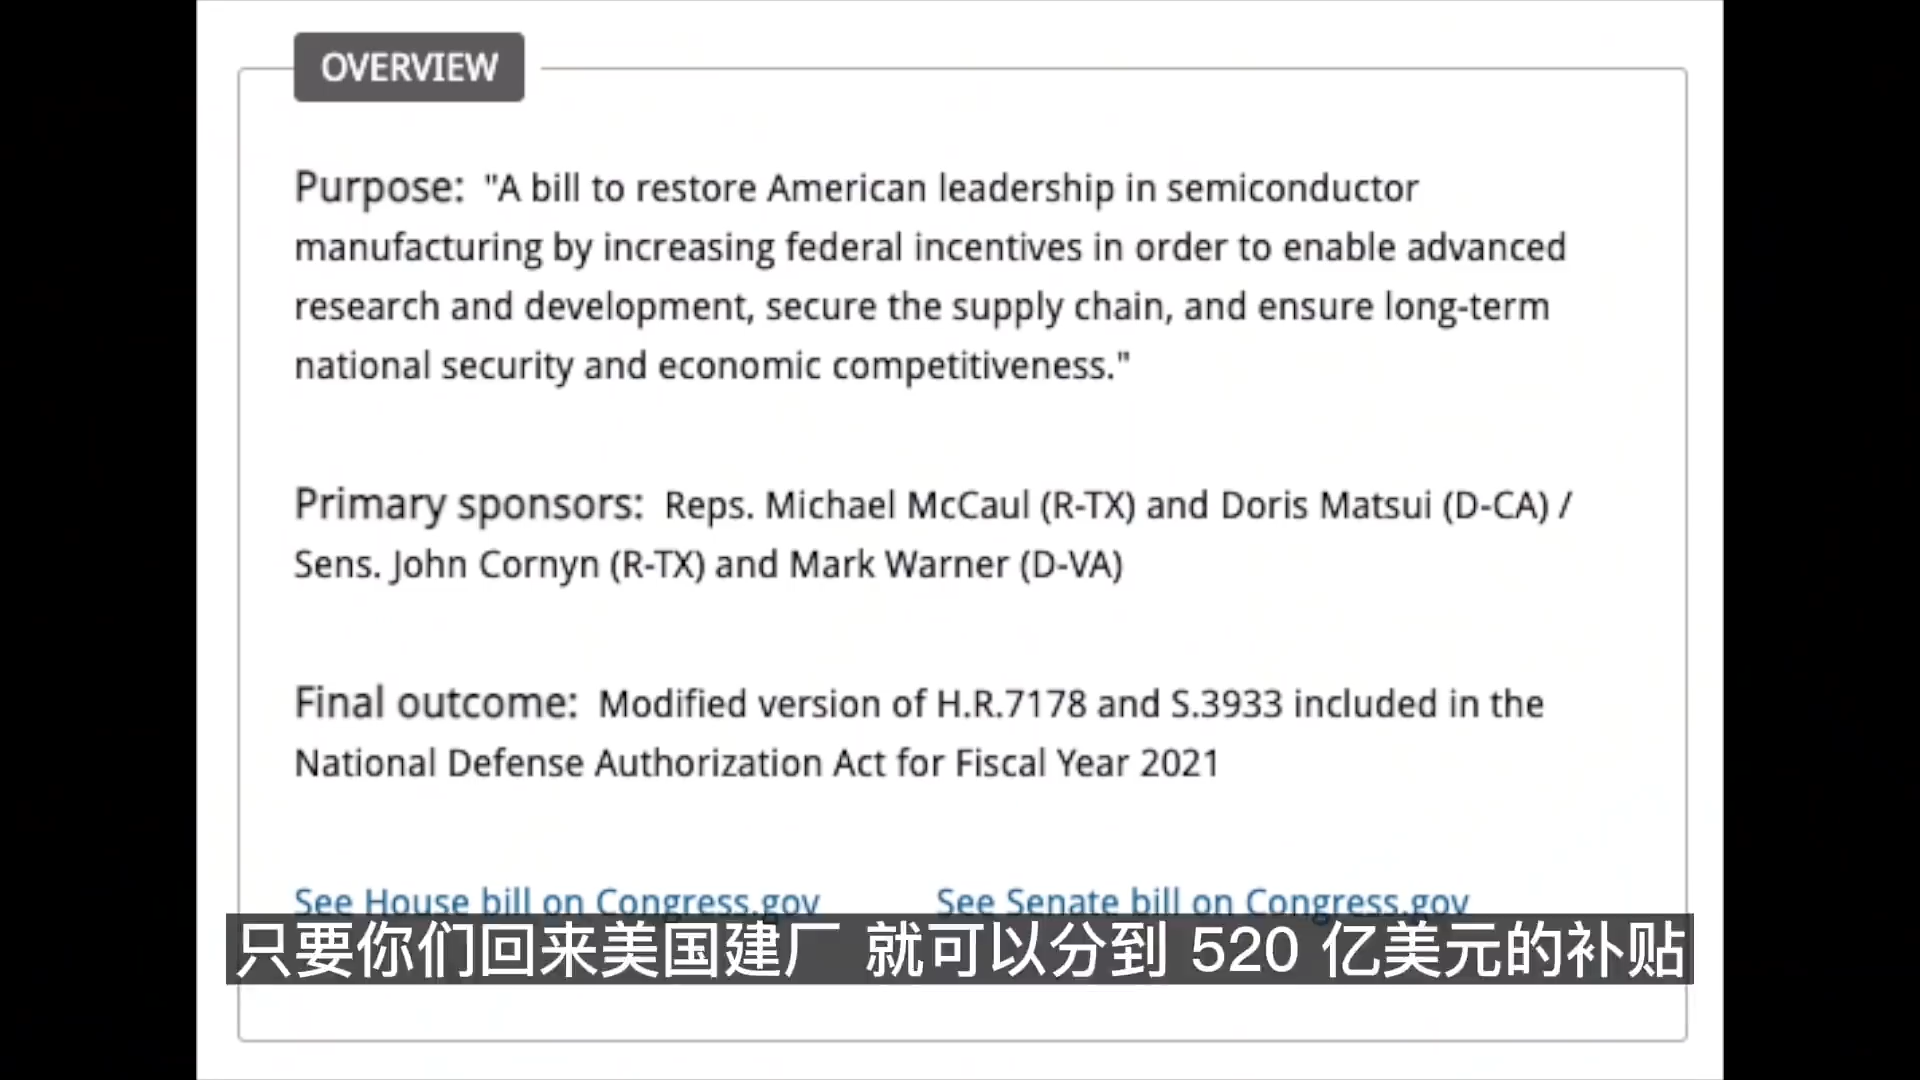 OVERVIEW
Purpose: "A bill to restore American leadership in semiconductor
manufacturing by increasing federal incentives in order to enable advanced
research and development, secure the supply chain, and ensure long-term
national security and economic competitiveness."
Primary sponsors: Reps. Michael McCaul (R-TX) and Doris Matsui (D-CA) /
Sens. John Cornyn (R-TX) and Mark Warner (D-VA)
Final outcome: Modified version of H.R.7178 and S.3933 included in the
National Defense Authorization Act for Fiscal Year 2021
See House bill on Congress.gov See Senate bill on Congress.gov
只要你们回来美国建厂 就可以分到 520 亿美元的补贴